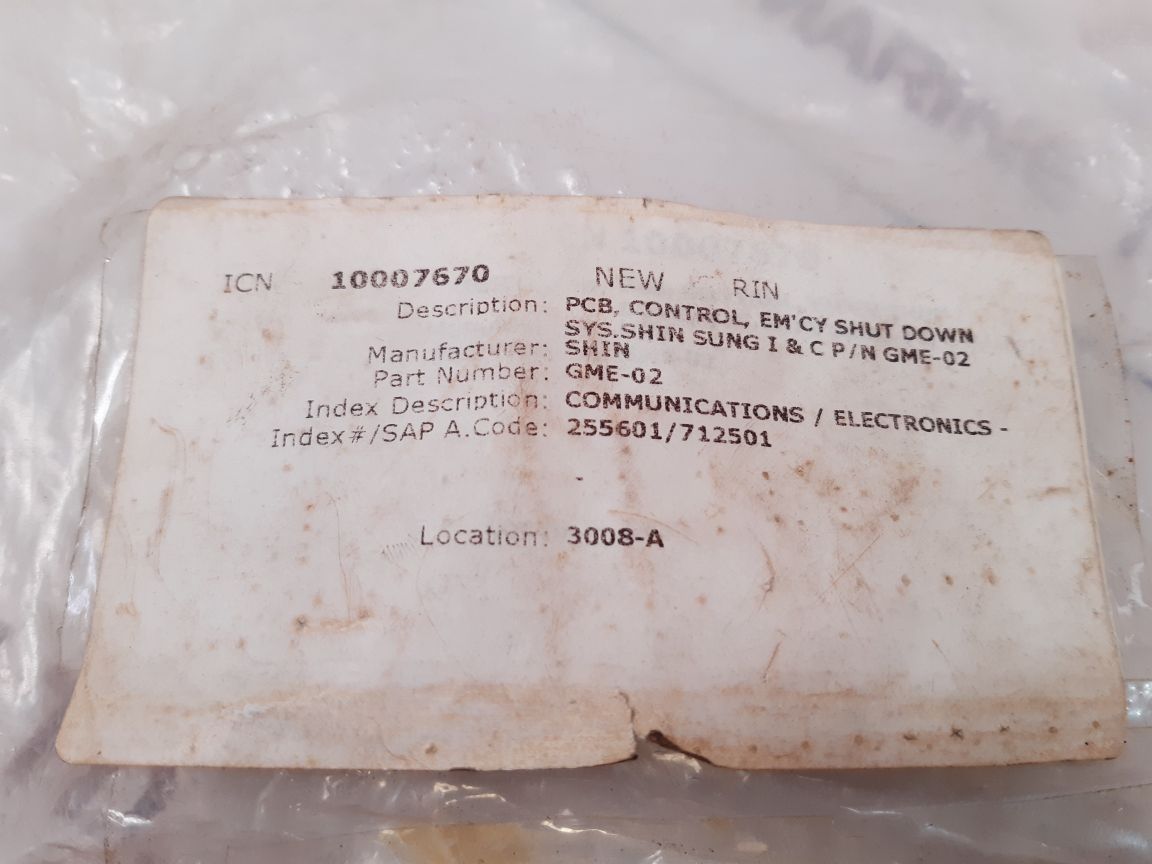 ICN 10007670 NEW RIN
Description: PCB, CONTROL, EM'CY SHUT DOWN
SYS.SHIN SUNG I & C P/N GME-02
Manufacturer: SHIN
Part Number: GME-02
Index Description: COMMUNICATIONS / ELECTRONICS -
Index#/SAP A.Code: 255601/712501
Location: 3008-A